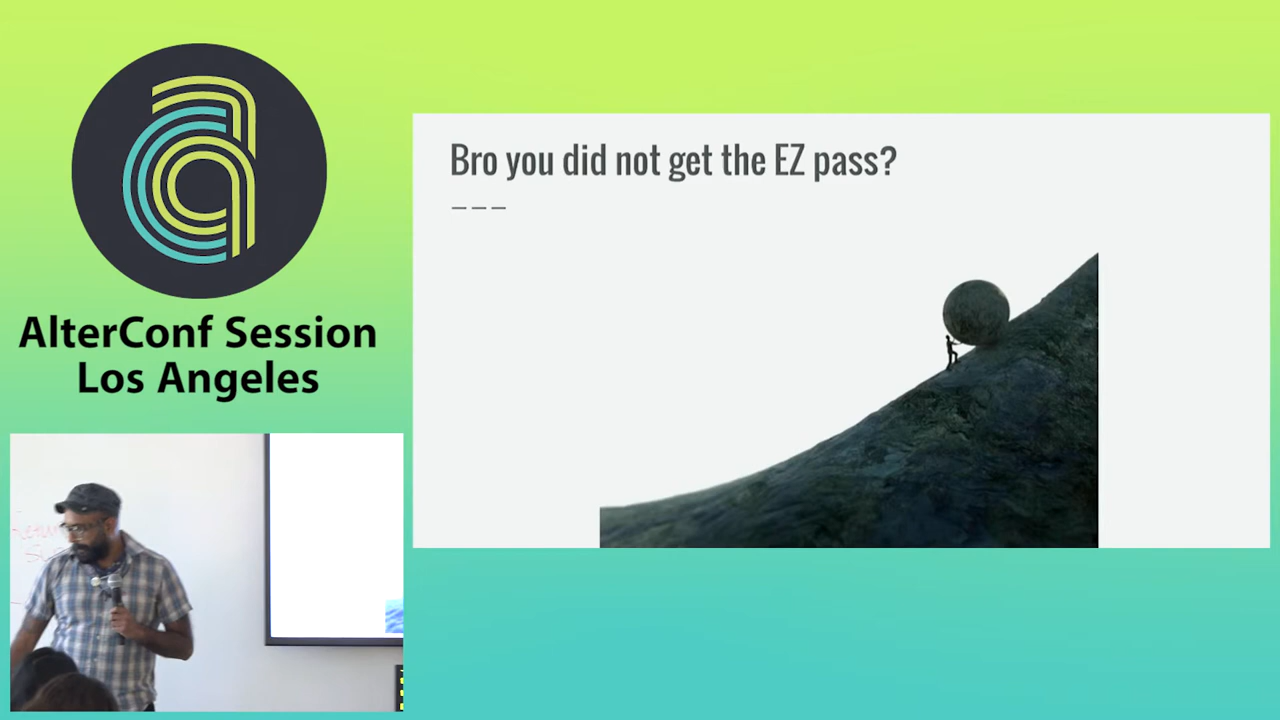 AlterConf Session
Los Angeles
Bro you did not get the EZ pass?